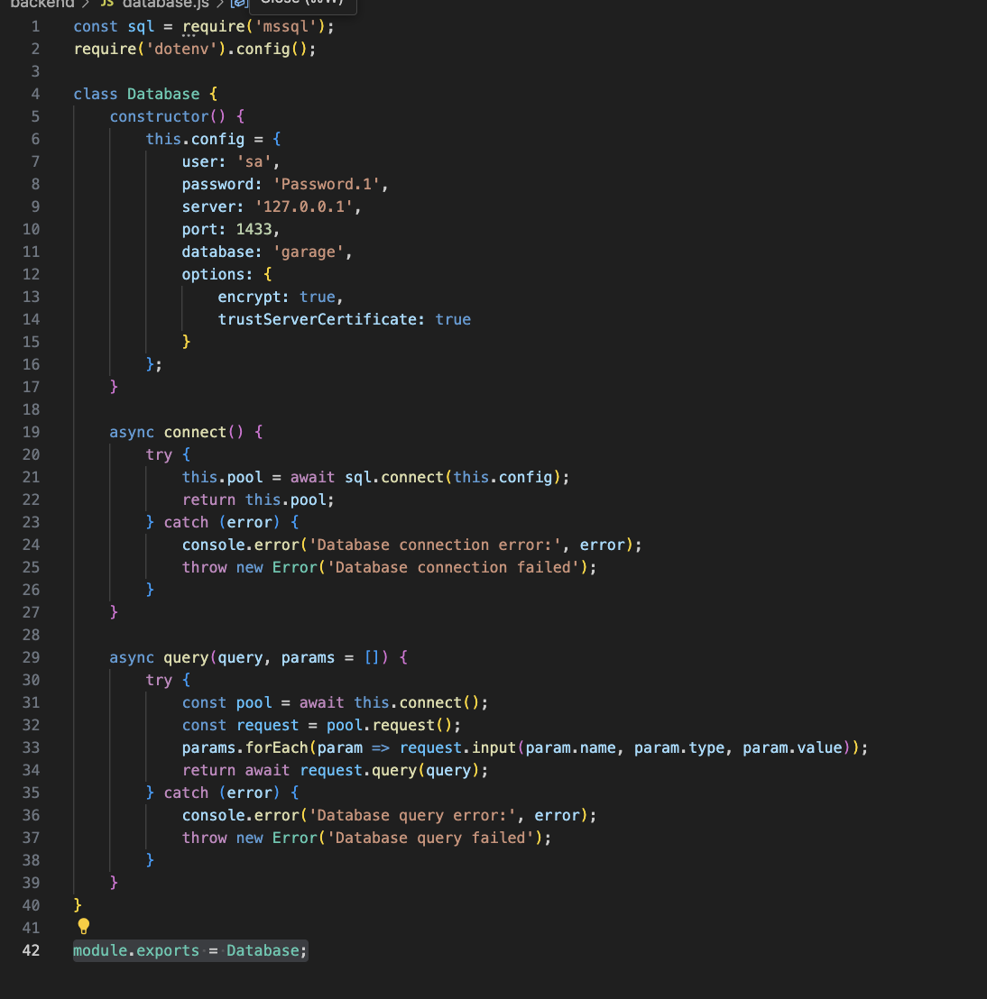 backend > JS database.js >
1 const sql = require('mssql');
2 require('dotenv').config();
3
4 class Database {
5     constructor() {
6         this.config = {
7             user: 'sa',
8             password: 'Password.1',
9             server: '127.0.0.1',
10             port: 1433,
11             database: 'garage',
12             options: {
13                 encrypt: true,
14                 trustServerCertificate: true
15             }
16         };
17     }
18
19     async connect() {
20         try {
21             this.pool = await sql.connect(this.config);
22             return this.pool;
23         } catch (error) {
24             console.error('Database connection error:', error);
25             throw new Error('Database connection failed');
26         }
27     }
28
29     async query(query, params = []) {
30         try {
31             const pool = await this.connect();
32             const request = pool.request();
33             params.forEach(param => request.input(param.name, param.type, param.value));
34             return await request.query(query);
35         } catch (error) {
36             console.error('Database query error:', error);
37             throw new Error('Database query failed');
38         }
39     }
40 }
41
42 module.exports = Database;